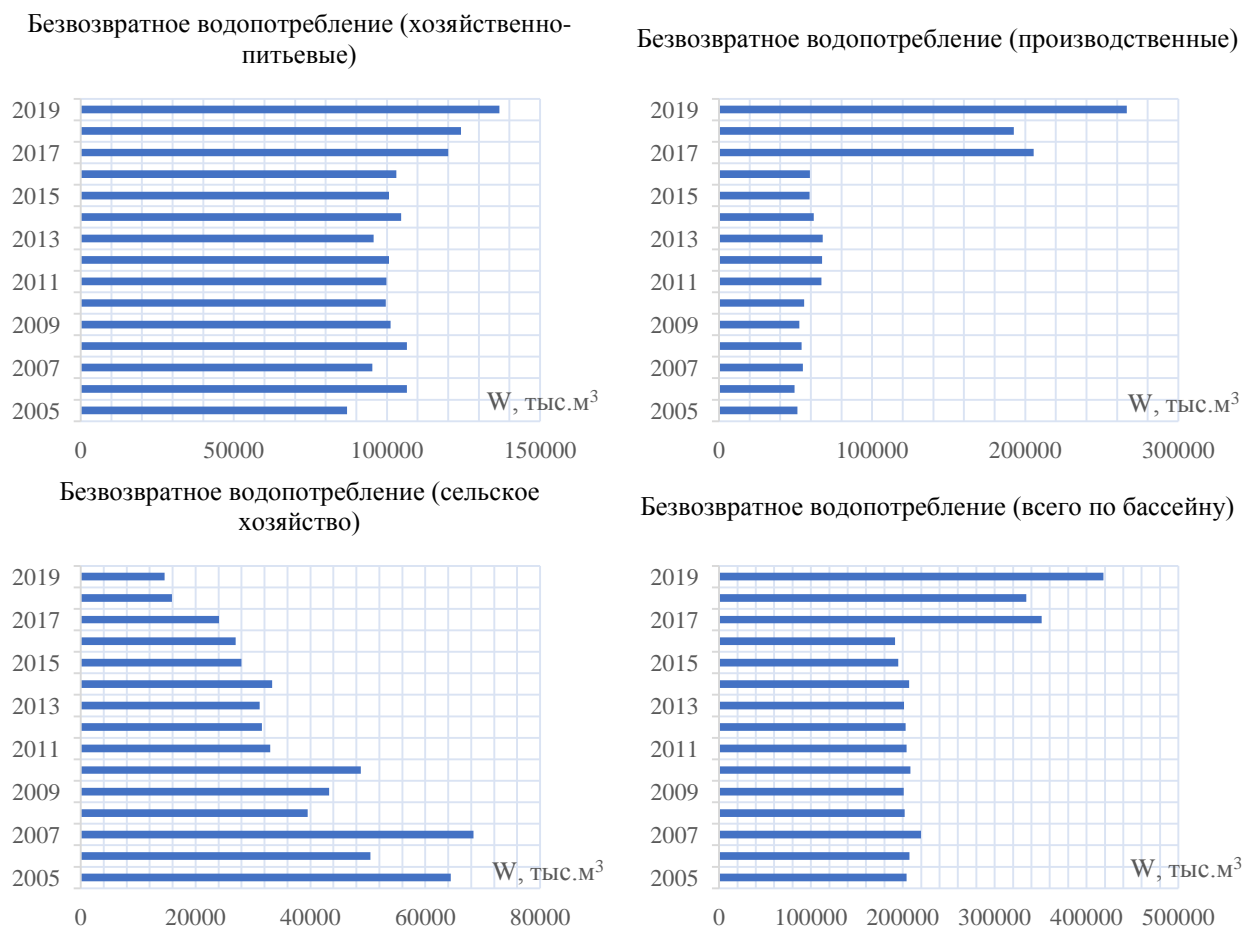 Безвозвратное водопотребление (хозяйственно-
питьевые)
2019
2017
2015
2013
2011
2009
2007
2005
W, тыс.м³
0 50000 100000 150000
Безвозвратное водопотребление (производственные)
2019
2017
2015
2013
2011
2009
2007
2005
W, тыс.м³
0 100000 200000 300000
Безвозвратное водопотребление (сельское
хозяйство)
2019
2017
2015
2013
2011
2009
2007
2005
W, тыс.м³
0 20000 40000 60000 80000
Безвозвратное водопотребление (всего по бассейну)
2019
2017
2015
2013
2011
2009
2007
2005
W, тыс.м³
0 100000 200000 300000 400000 500000